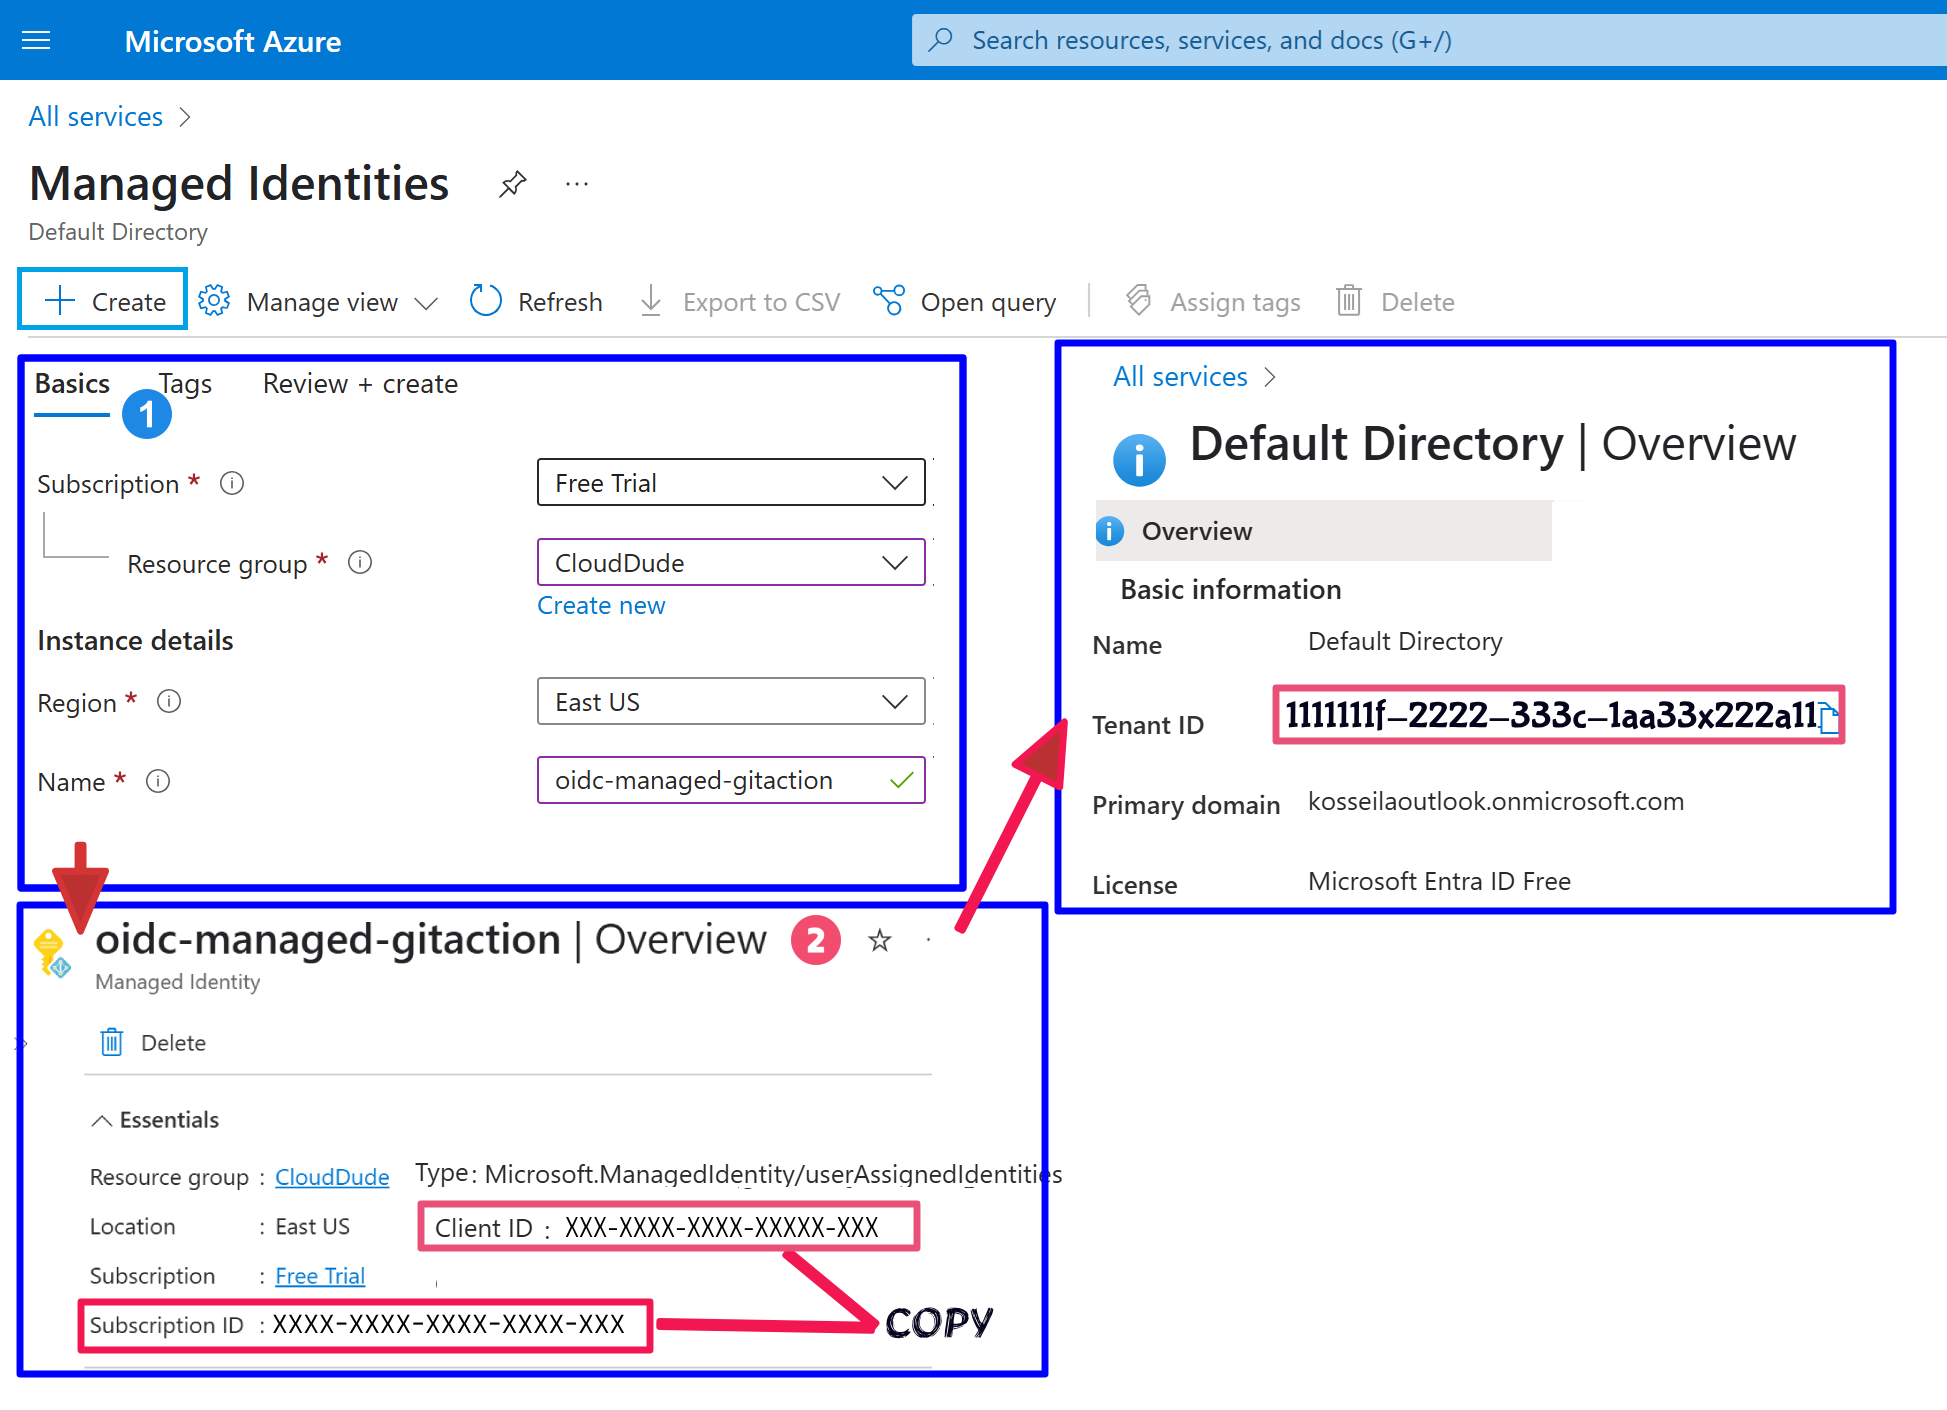 Microsoft Azure
Search resources, services, and docs (G+/)
All services
Managed Identities
Default Directory
Create
Manage view
Refresh
Export to CSV
Open query
Assign tags
Delete
Basics
Tags
Review + create
1
Subscription *
Free Trial
Resource group *
CloudDude
Create new
Instance details
Region *
East US
Name *
oidc-managed-gitaction
oidc-managed-gitaction | Overview
2
Managed Identity
Delete
Essentials
Resource group : CloudDude
Type: Microsoft.ManagedIdentity/userAssignedIdentities
Location : East US
Client ID : XXX-XXXX-XXXX-XXXXX-XXX
Subscription : Free Trial
Subscription ID : XXXX-XXXX-XXXX-XXXX-XXX
COPY
All services
Default Directory | Overview
Overview
Basic information
Name Default Directory
Tenant ID 1111111f-2222-333c-1aa33x222a11
Primary domain kosseilaoutlook.onmicrosoft.com
License Microsoft Entra ID Free